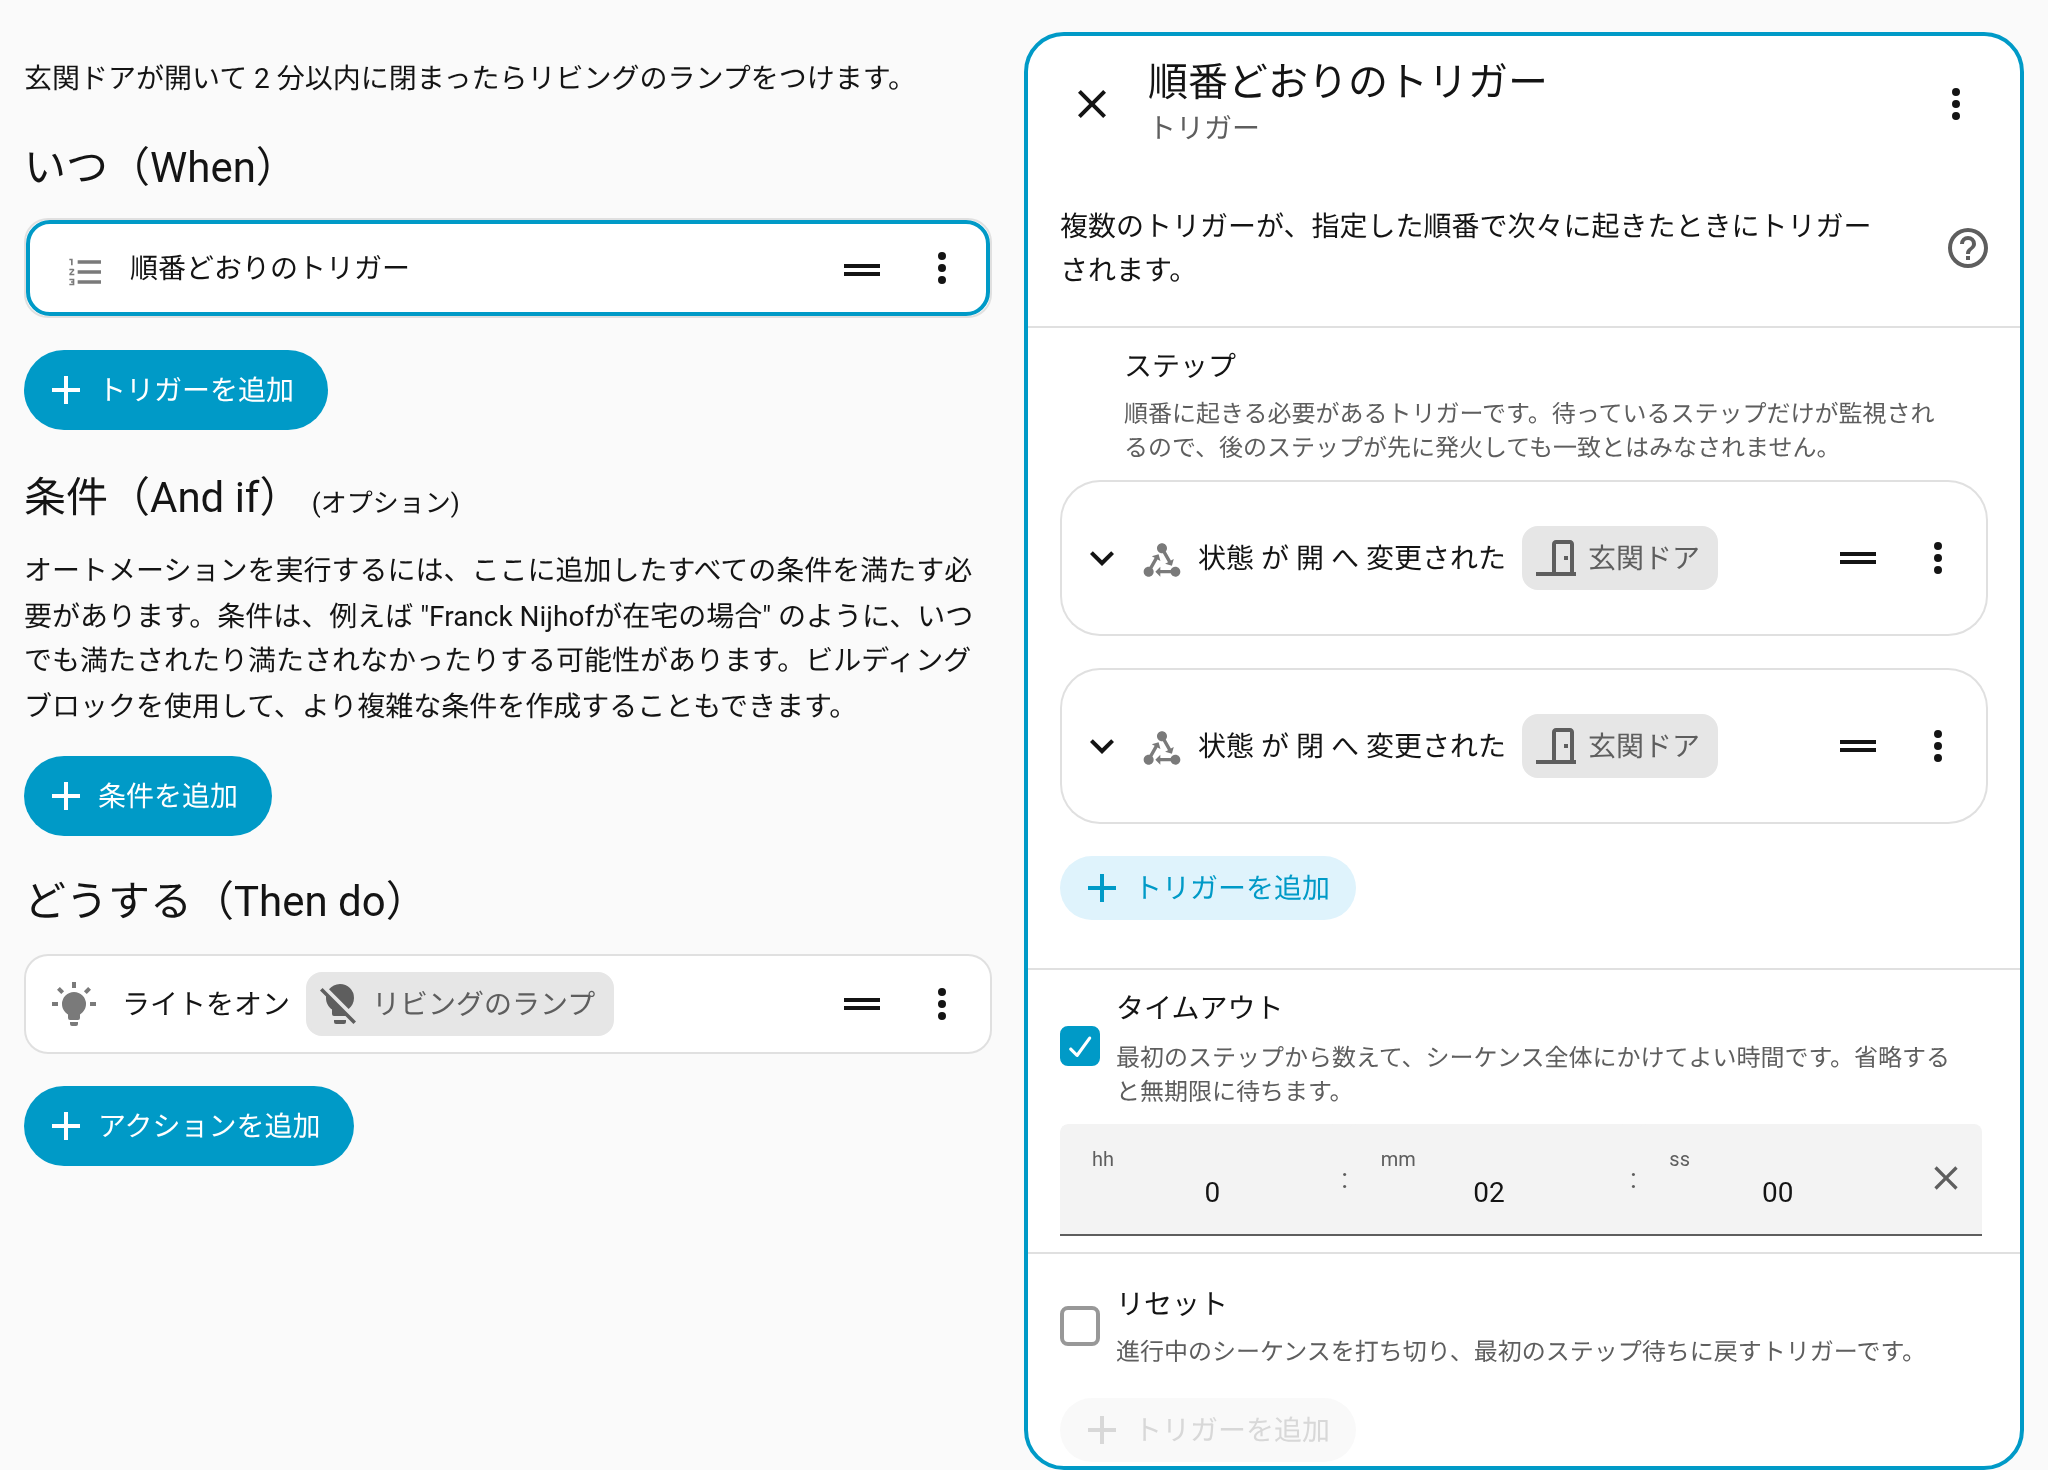 玄関ドアが開いて 2 分以内に閉まったらリビングのランプをつけます。
いつ（When）
順番どおりのトリガー
トリガーを追加
条件（And if） (オプション)
オートメーションを実行するには、ここに追加したすべての条件を満たす必
要があります。条件は、例えば "Franck Nijhofが在宅の場合" のように、いつ
でも満たされたり満たされなかったりする可能性があります。ビルディング
ブロックを使用して、より複雑な条件を作成することもできます。
条件を追加
どうする（Then do）
ライトをオン リビングのランプ
アクションを追加
順番どおりのトリガー
トリガー
複数のトリガーが、指定した順番で次々に起きたときにトリガー
されます。
ステップ
順番に起きる必要があるトリガーです。待っているステップだけが監視され
るので、後のステップが先に発火しても一致とはみなされません。
状態 が 開 へ 変更された 玄関ドア
状態 が 閉 へ 変更された 玄関ドア
トリガーを追加
タイムアウト
最初のステップから数えて、シーケンス全体にかけてよい時間です。省略する
と無期限に待ちます。
hh mm ss
0 : 02 : 00
リセット
進行中のシーケンスを打ち切り、最初のステップ待ちに戻すトリガーです。
トリガーを追加